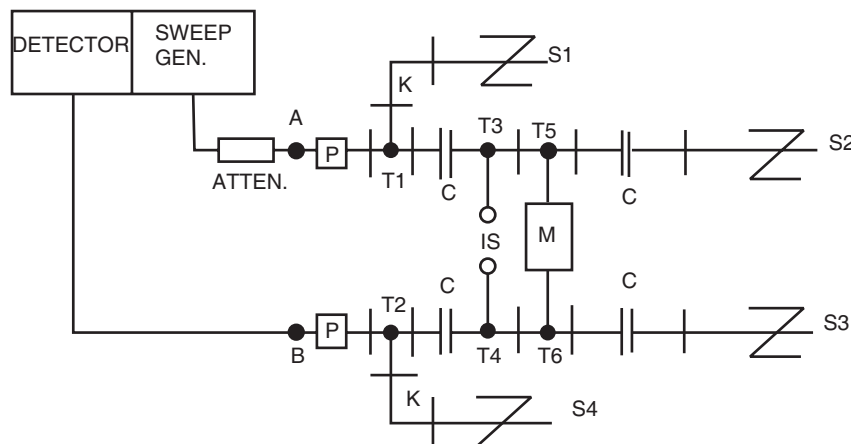 DETECTOR
SWEEP
GEN.
S1
K
A
T3
T5
P
S2
ATTEN.
T1
C
C
IS
M
C
C
T2
S3
P
B
T4
T6
K
S4